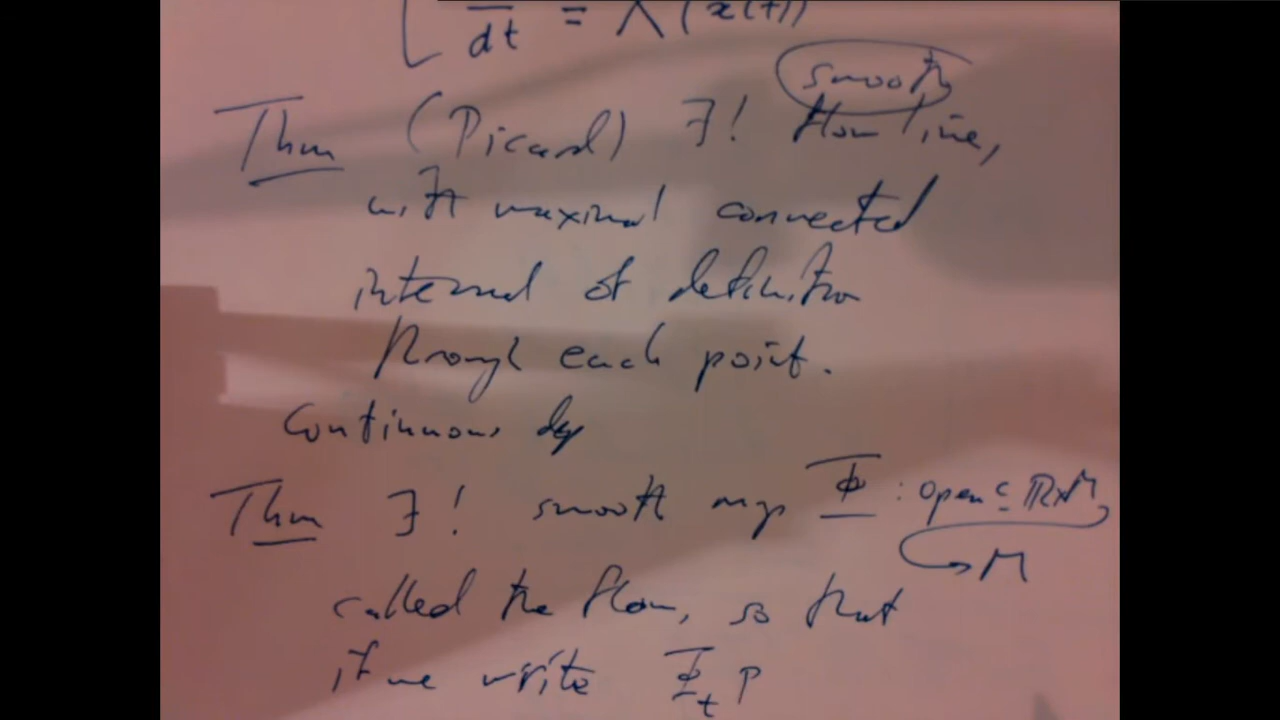 dx/dt = X(x(t))
smooth
Thm (Picard) ∃! flow line,
with maximal connected
interval of definition
through each point.
Continuous dep
Thm ∃! smooth map Φ : open ⊆ ℝ×M
→ M
called the flow, so that
if we write Φ_t p